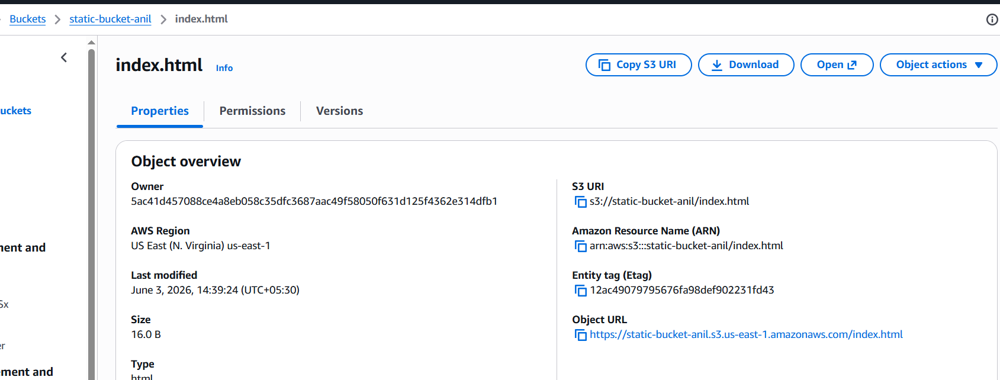 Buckets > static-bucket-anil > index.html
index.html Info
Copy S3 URI
Download
Open
Object actions
uckets
Properties
Permissions
Versions
Object overview
Owner
5ac41d457088ce4a8eb058c35dfc3687aac49f58050f631d125f4362e314dfb1
AWS Region
US East (N. Virginia) us-east-1
Last modified
June 3, 2026, 14:39:24 (UTC+05:30)
Size
16.0 B
Type
html
S3 URI
s3://static-bucket-anil/index.html
Amazon Resource Name (ARN)
arn:aws:s3:::static-bucket-anil/index.html
Entity tag (Etag)
12ac49079795676fa98def902231fd43
Object URL
https://static-bucket-anil.s3.us-east-1.amazonaws.com/index.html
nent and
Sx
er
ement and